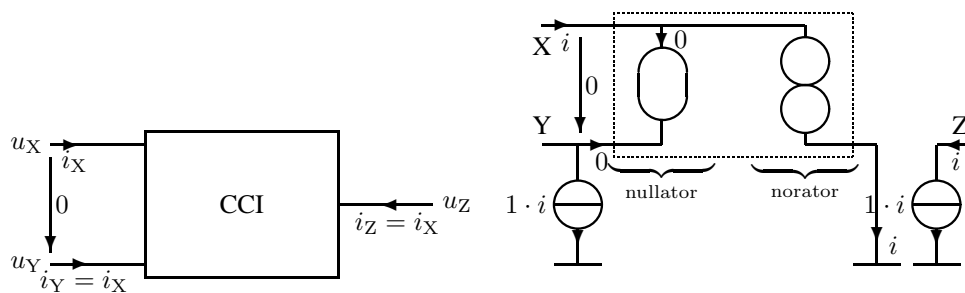 u_X
i_X
0
CCI
u_Z
i_Z = i_X
u_Y
i_Y = i_X
X
i
0
0
Y
0
nullator
norator
1 · i
i
Z
i
1 · i